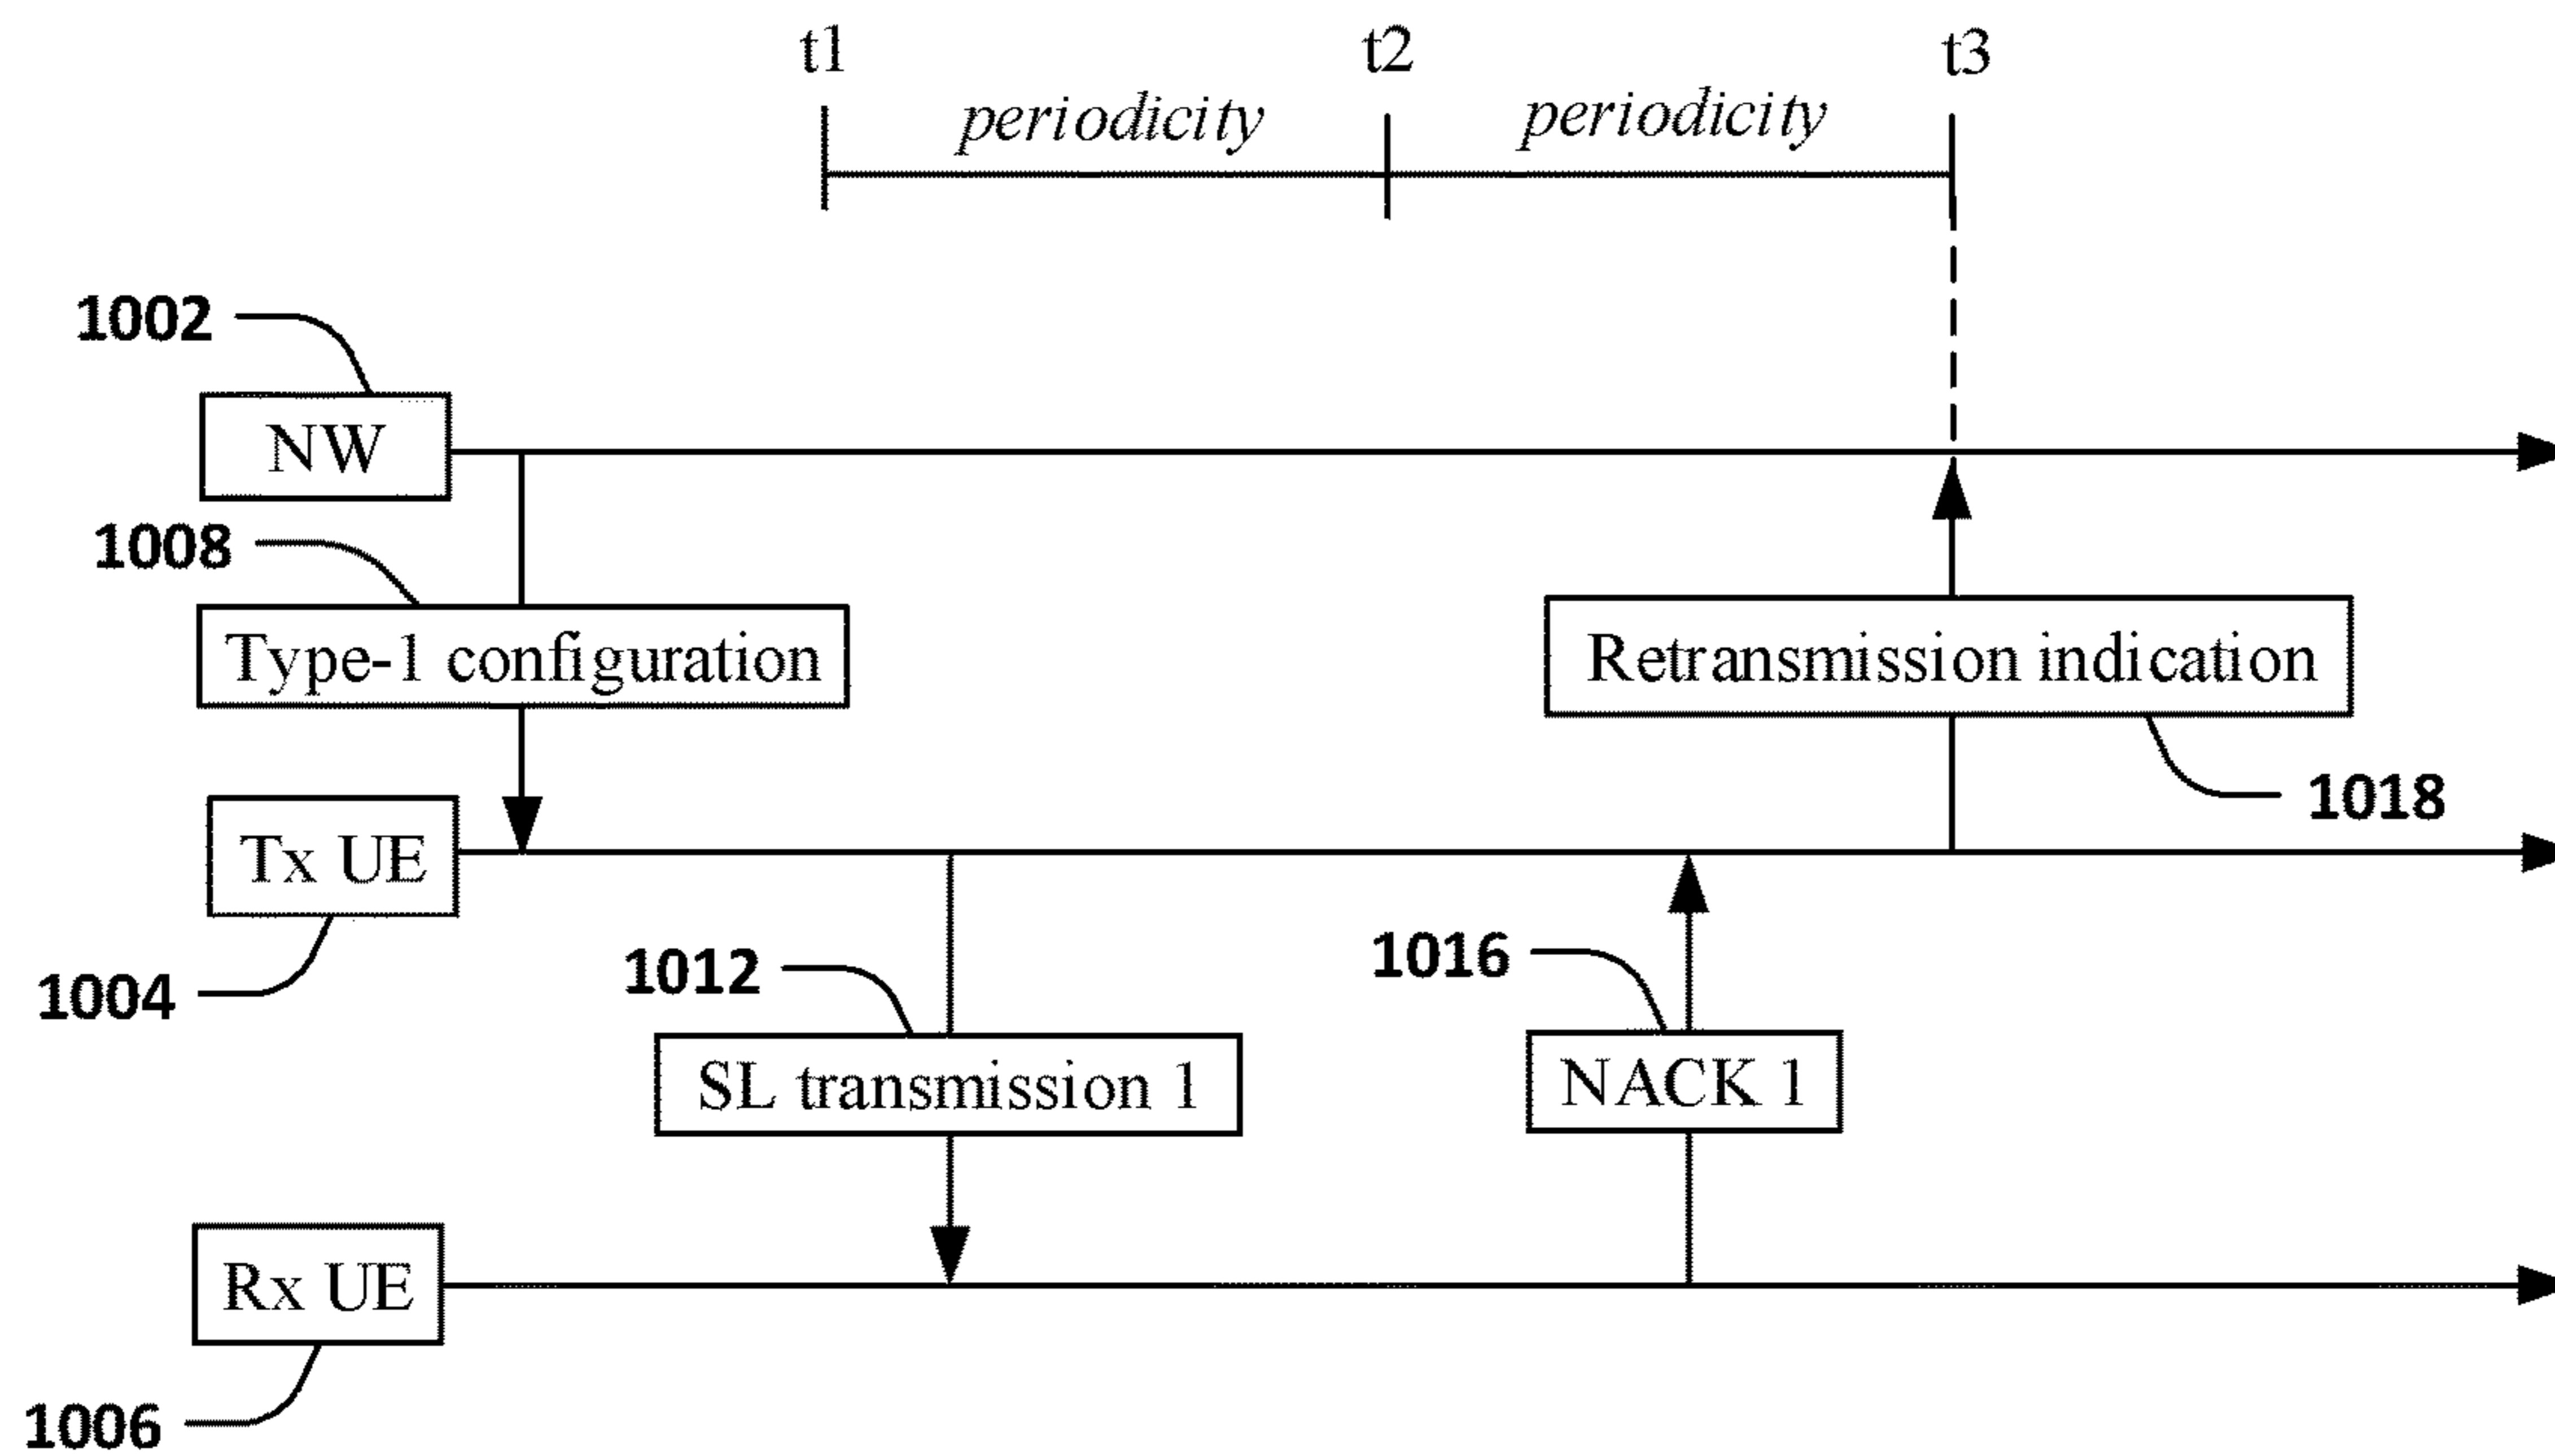 t1
t2
t3
periodicity
periodicity
1002
NW
1008
Type-1 configuration
Retransmission indication
1018
Tx UE
1004
1012
1016
SL transmission 1
NACK 1
Rx UE
1006